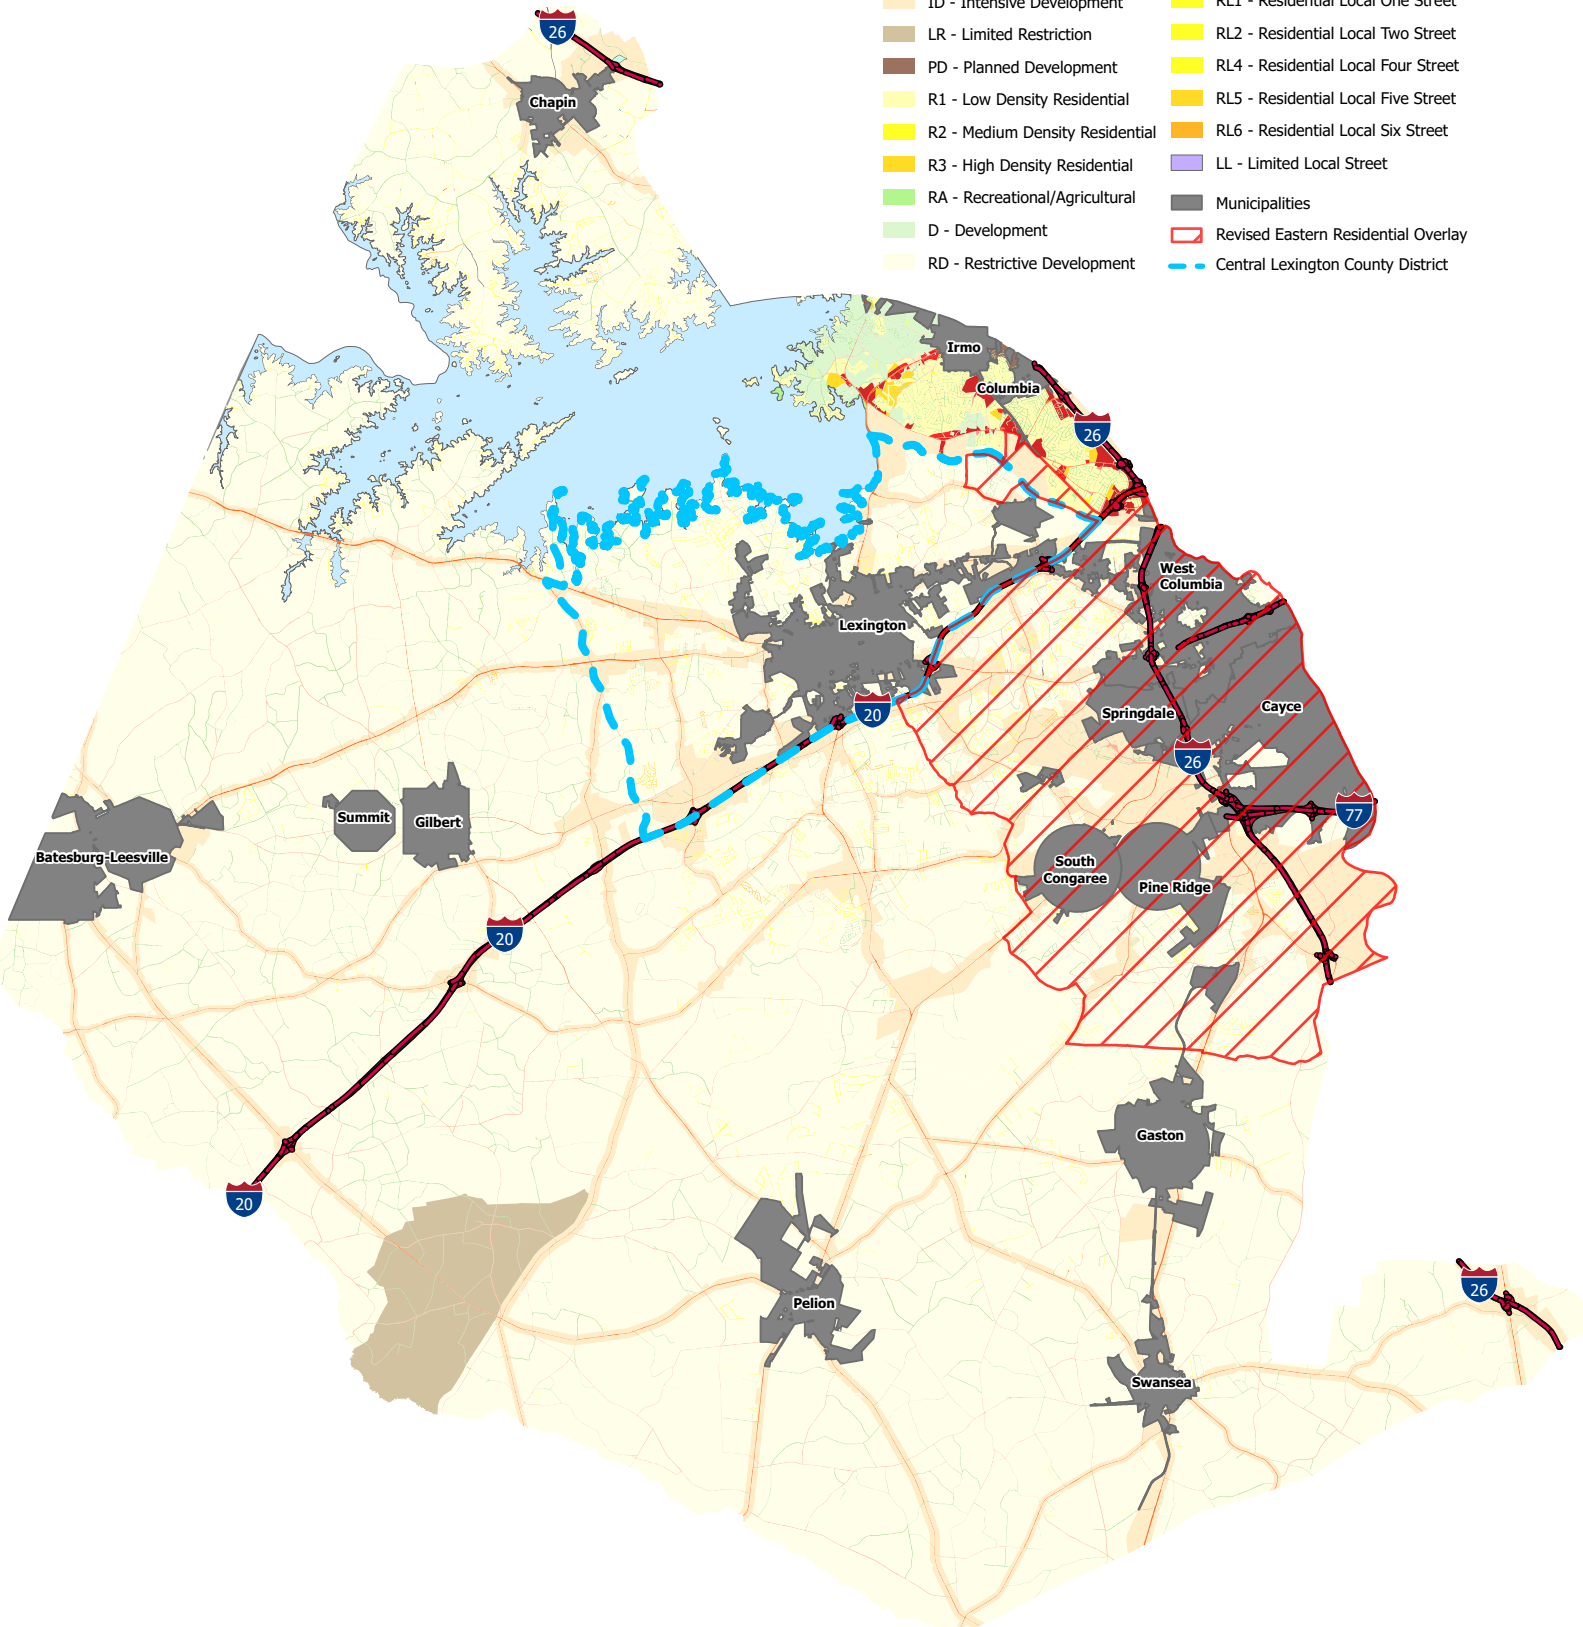 ID - Intensive Development
LR - Limited Restriction
PD - Planned Development
R1 - Low Density Residential
R2 - Medium Density Residential
R3 - High Density Residential
RA - Recreational/Agricultural
D - Development
RD - Restrictive Development
RL1 - Residential Local One Street
RL2 - Residential Local Two Street
RL4 - Residential Local Four Street
RL5 - Residential Local Five Street
RL6 - Residential Local Six Street
LL - Limited Local Street
Municipalities
Revised Eastern Residential Overlay
Central Lexington County District
26
Chapin
Irmo
Columbia
26
West
Columbia
Lexington
20
Springdale
Cayce
26
77
Summit
Gilbert
Batesburg-Leesville
South
Congaree
Pine Ridge
20
Gaston
20
Pelion
26
Swansea